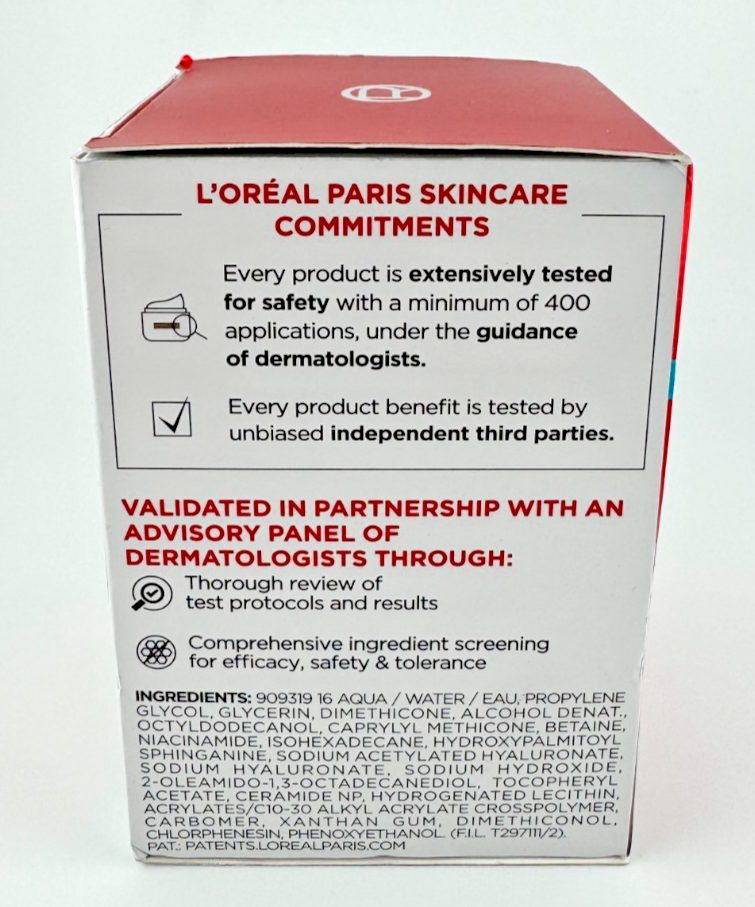 L'ORÉAL PARIS SKINCARE
COMMITMENTS
Every product is extensively tested
for safety with a minimum of 400
applications, under the guidance
of dermatologists.
Every product benefit is tested by
unbiased independent third parties.
VALIDATED IN PARTNERSHIP WITH AN
ADVISORY PANEL OF
DERMATOLOGISTS THROUGH:
Thorough review of
test protocols and results
Comprehensive ingredient screening
for efficacy, safety & tolerance
INGREDIENTS: 909319 16 AQUA / WATER / EAU, PROPYLENE
GLYCOL, GLYCERIN, DIMETHICONE, ALCOHOL DENAT.,
OCTYLDODECANOL, CAPRYLYL METHICONE, BETAINE,
NIACINAMIDE, ISOHEXADECANE, HYDROXYPALMITOYL
SPHINGANINE, SODIUM ACETYLATED HYALURONATE,
SODIUM HYALURONATE, SODIUM HYDROXIDE,
2-OLEAMIDO-1,3-OCTADECANEDIOL, TOCOPHERYL
ACETATE, CERAMIDE NP, HYDROGENATED LECITHIN,
ACRYLATES/C10-30 ALKYL ACRYLATE CROSSPOLYMER,
CARBOMER, XANTHAN GUM, DIMETHICONOL,
CHLORPHENESIN, PHENOXYETHANOL. (F.I.L. T297111/2).
PAT.: PATENTS.LOREALPARIS.COM